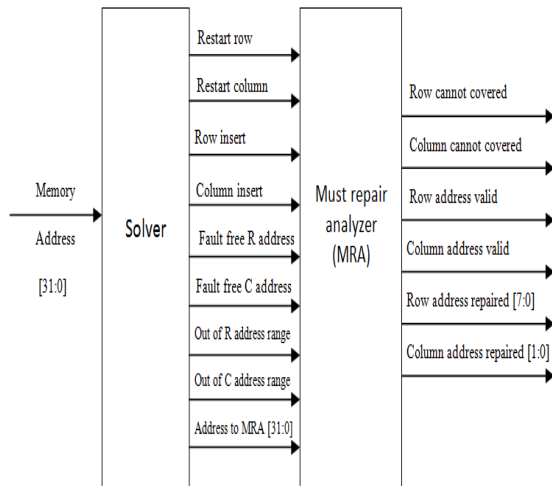 Memory
Address
[31:0]
Solver
Restart row
Restart column
Row insert
Column insert
Fault free R address
Fault free C address
Out of R address range
Out of C address range
Address to MRA [31:0]
Must repair
analyzer
(MRA)
Row cannot covered
Column cannot covered
Row address valid
Column address valid
Row address repaired [7:0]
Column address repaired [1:0]